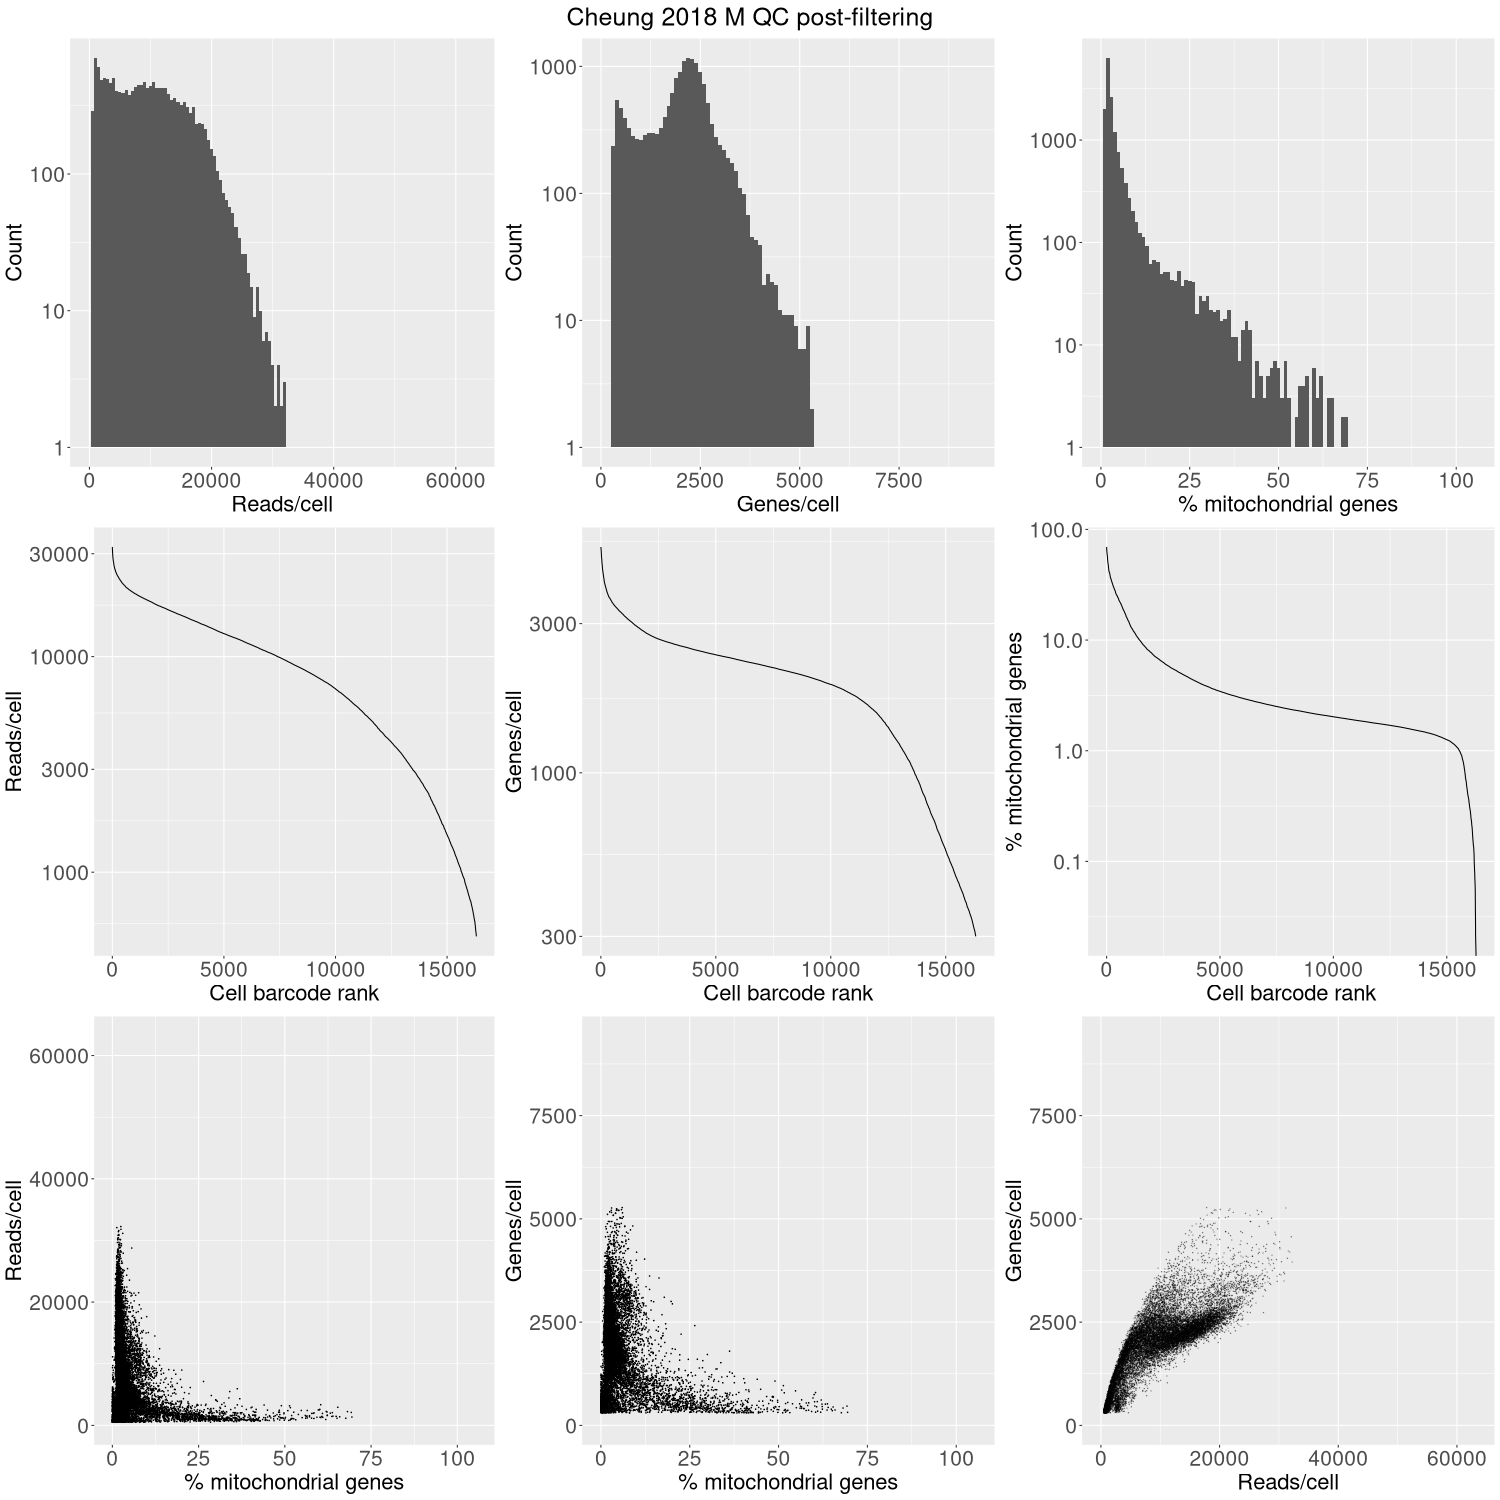 Cheung 2018 M QC post-filtering
1000
100
10
1
Count
0 20000 40000 60000
Reads/cell
1000
100
10
1
Count
0 2500 5000 7500
Genes/cell
1000
100
10
1
Count
0 25 50 75 100
% mitochondrial genes
30000
10000
3000
1000
Reads/cell
0 5000 10000 15000
Cell barcode rank
3000
1000
300
Genes/cell
0 5000 10000 15000
Cell barcode rank
100.0
10.0
1.0
0.1
% mitochondrial genes
0 5000 10000 15000
Cell barcode rank
60000
40000
20000
0
Reads/cell
0 25 50 75 100
% mitochondrial genes
7500
5000
2500
0
Genes/cell
0 25 50 75 100
% mitochondrial genes
7500
5000
2500
0
Genes/cell
0 20000 40000 60000
Reads/cell